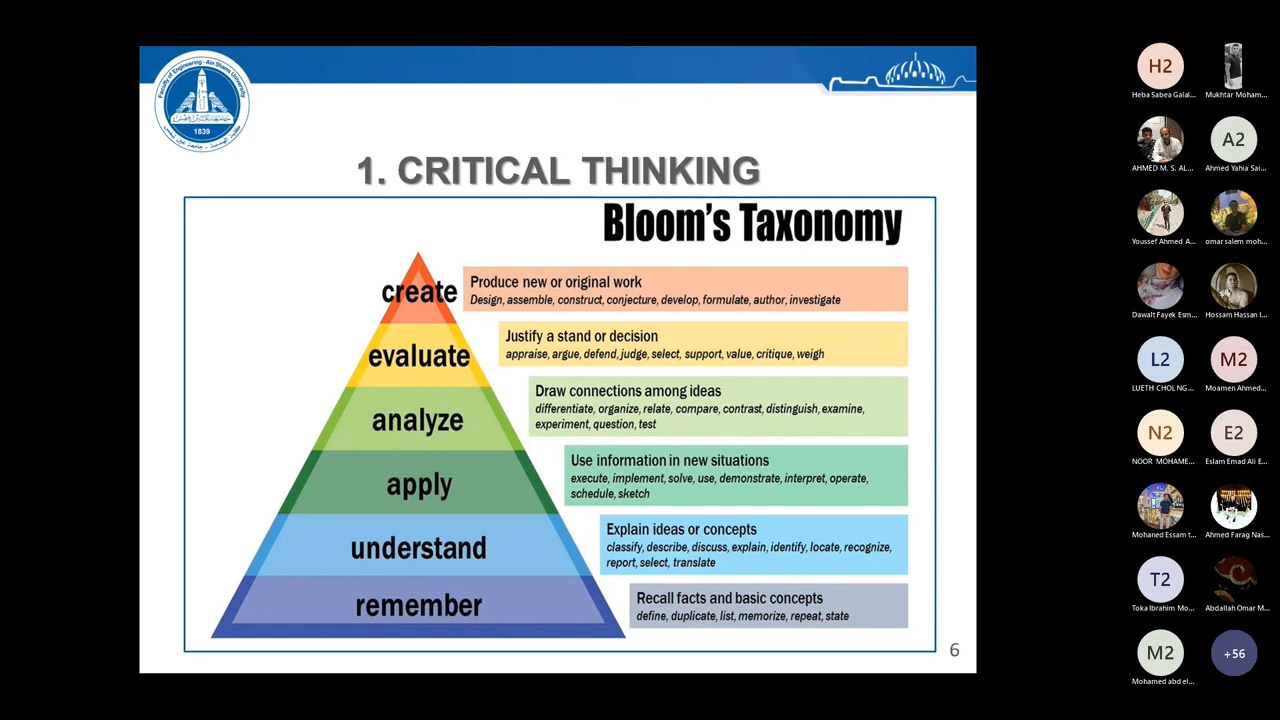 Faculty of Engineering - Ain Shams University
1839
1. CRITICAL THINKING
Bloom's Taxonomy
create
Produce new or original work
Design, assemble, construct, conjecture, develop, formulate, author, investigate
evaluate
Justify a stand or decision
appraise, argue, defend, judge, select, support, value, critique, weigh
analyze
Draw connections among ideas
differentiate, organize, relate, compare, contrast, distinguish, examine,
experiment, question, test
apply
Use information in new situations
execute, implement, solve, use, demonstrate, interpret, operate,
schedule, sketch
understand
Explain ideas or concepts
classify, describe, discuss, explain, identify, locate, recognize,
report, select, translate
remember
Recall facts and basic concepts
define, duplicate, list, memorize, repeat, state
6
H2
Heba Sabea Galal...
Mukhtar Moham...
AHMED M. S. AL...
A2
Ahmed Yahia Sai...
Youssef Ahmed A...
omar salem moh...
Dawalt Fayek Esm...
Hossam Hassan I...
L2
LUETH CHOL NG...
M2
Moamen Ahmed...
N2
NOOR MOHAME...
E2
Eslam Emad Ali E...
Mohaned Essam t...
Ahmed Farag Nas...
T2
Toka Ibrahim Mo...
Abdallah Omar M...
M2
Mohamed abd el...
+56